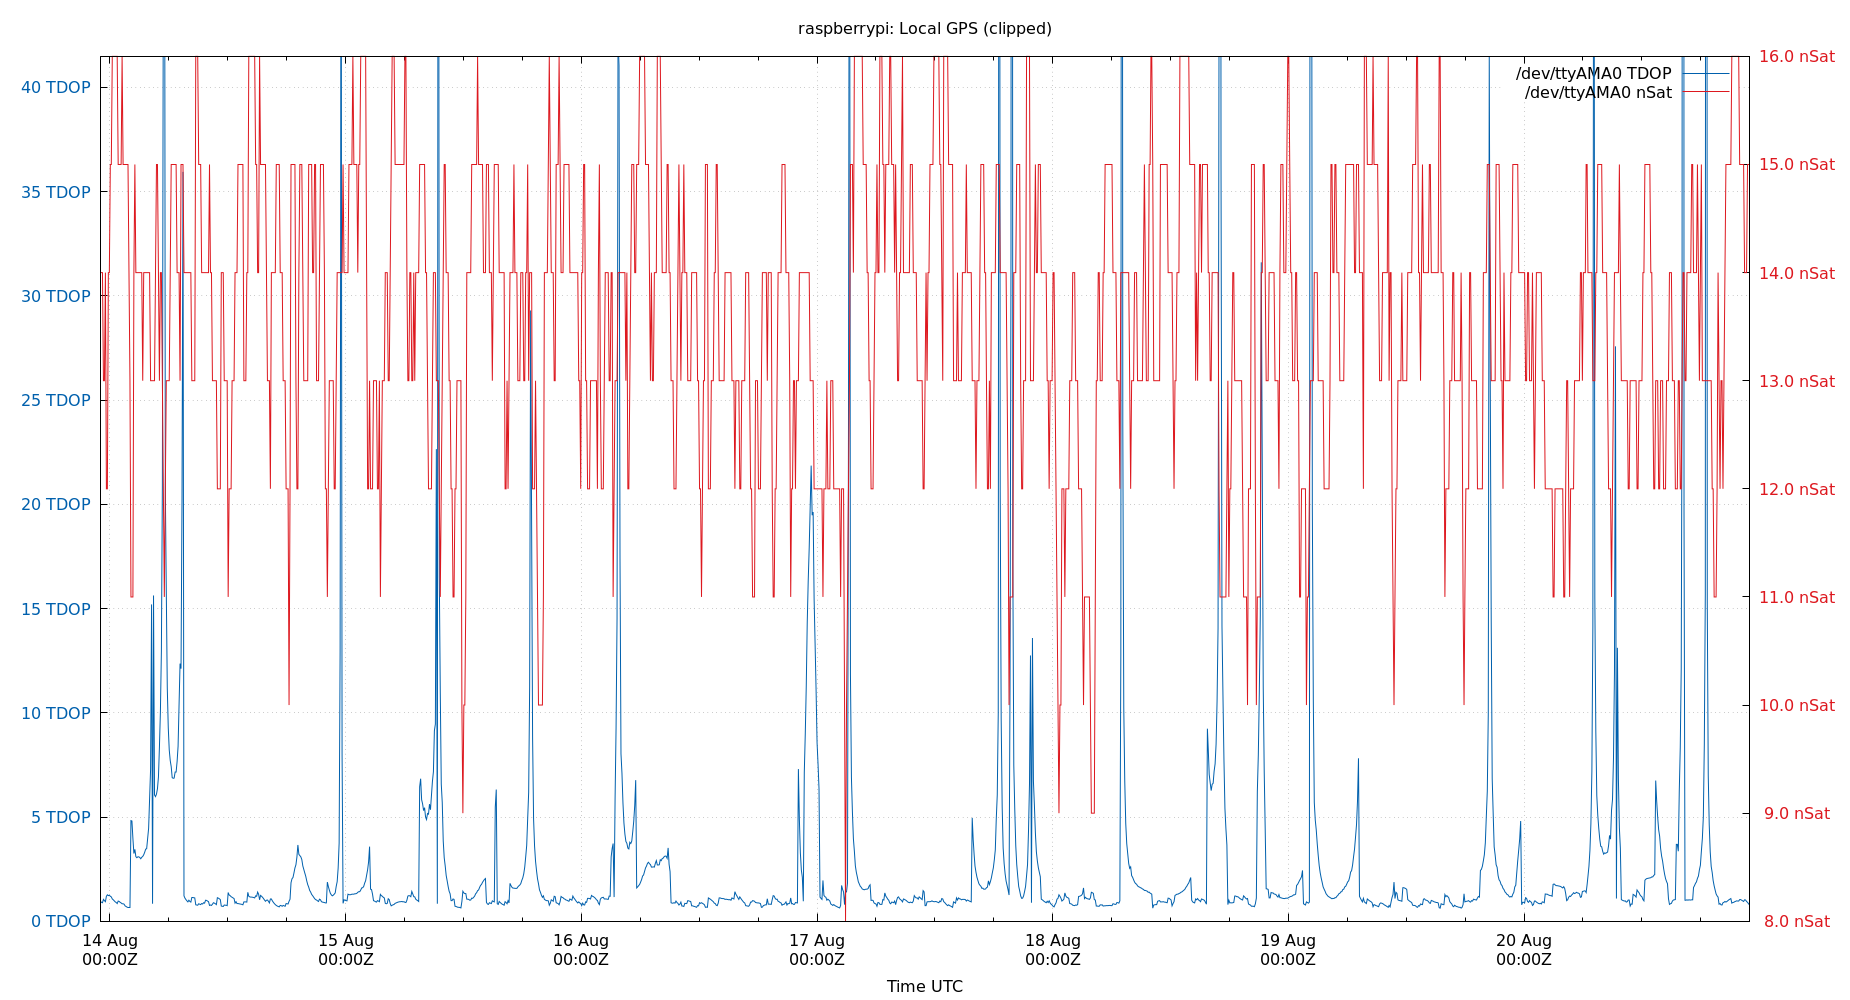 raspberrypi: Local GPS (clipped)
40 TDOP
35 TDOP
30 TDOP
25 TDOP
20 TDOP
15 TDOP
10 TDOP
5 TDOP
0 TDOP
16.0 nSat
15.0 nSat
14.0 nSat
13.0 nSat
12.0 nSat
11.0 nSat
10.0 nSat
9.0 nSat
8.0 nSat
/dev/ttyAMA0 TDOP
/dev/ttyAMA0 nSat
14 Aug
00:00Z
15 Aug
00:00Z
16 Aug
00:00Z
17 Aug
00:00Z
18 Aug
00:00Z
19 Aug
00:00Z
20 Aug
00:00Z
Time UTC